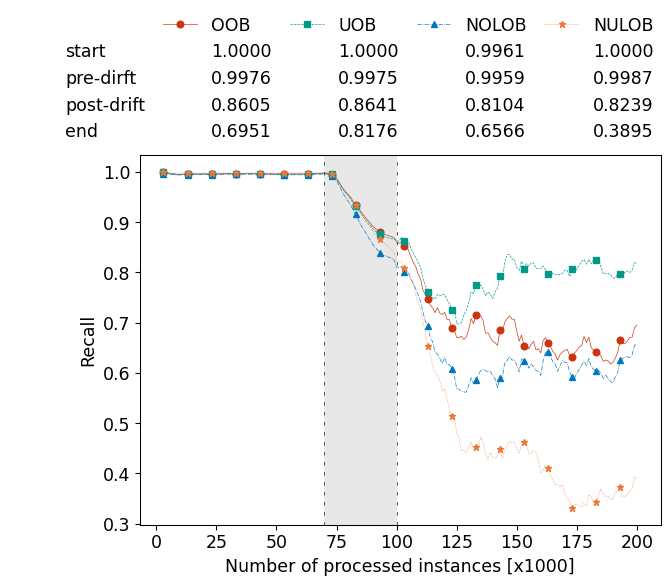 OOB UOB NOLOB NULOB
start 1.0000 1.0000 0.9961 1.0000
pre-dirft 0.9976 0.9975 0.9959 0.9987
post-drift 0.8605 0.8641 0.8104 0.8239
end 0.6951 0.8176 0.6566 0.3895
1.0
0.9
0.8
0.7
0.6
0.5
0.4
0.3
Recall
0 25 50 75 100 125 150 175 200
Number of processed instances [x1000]